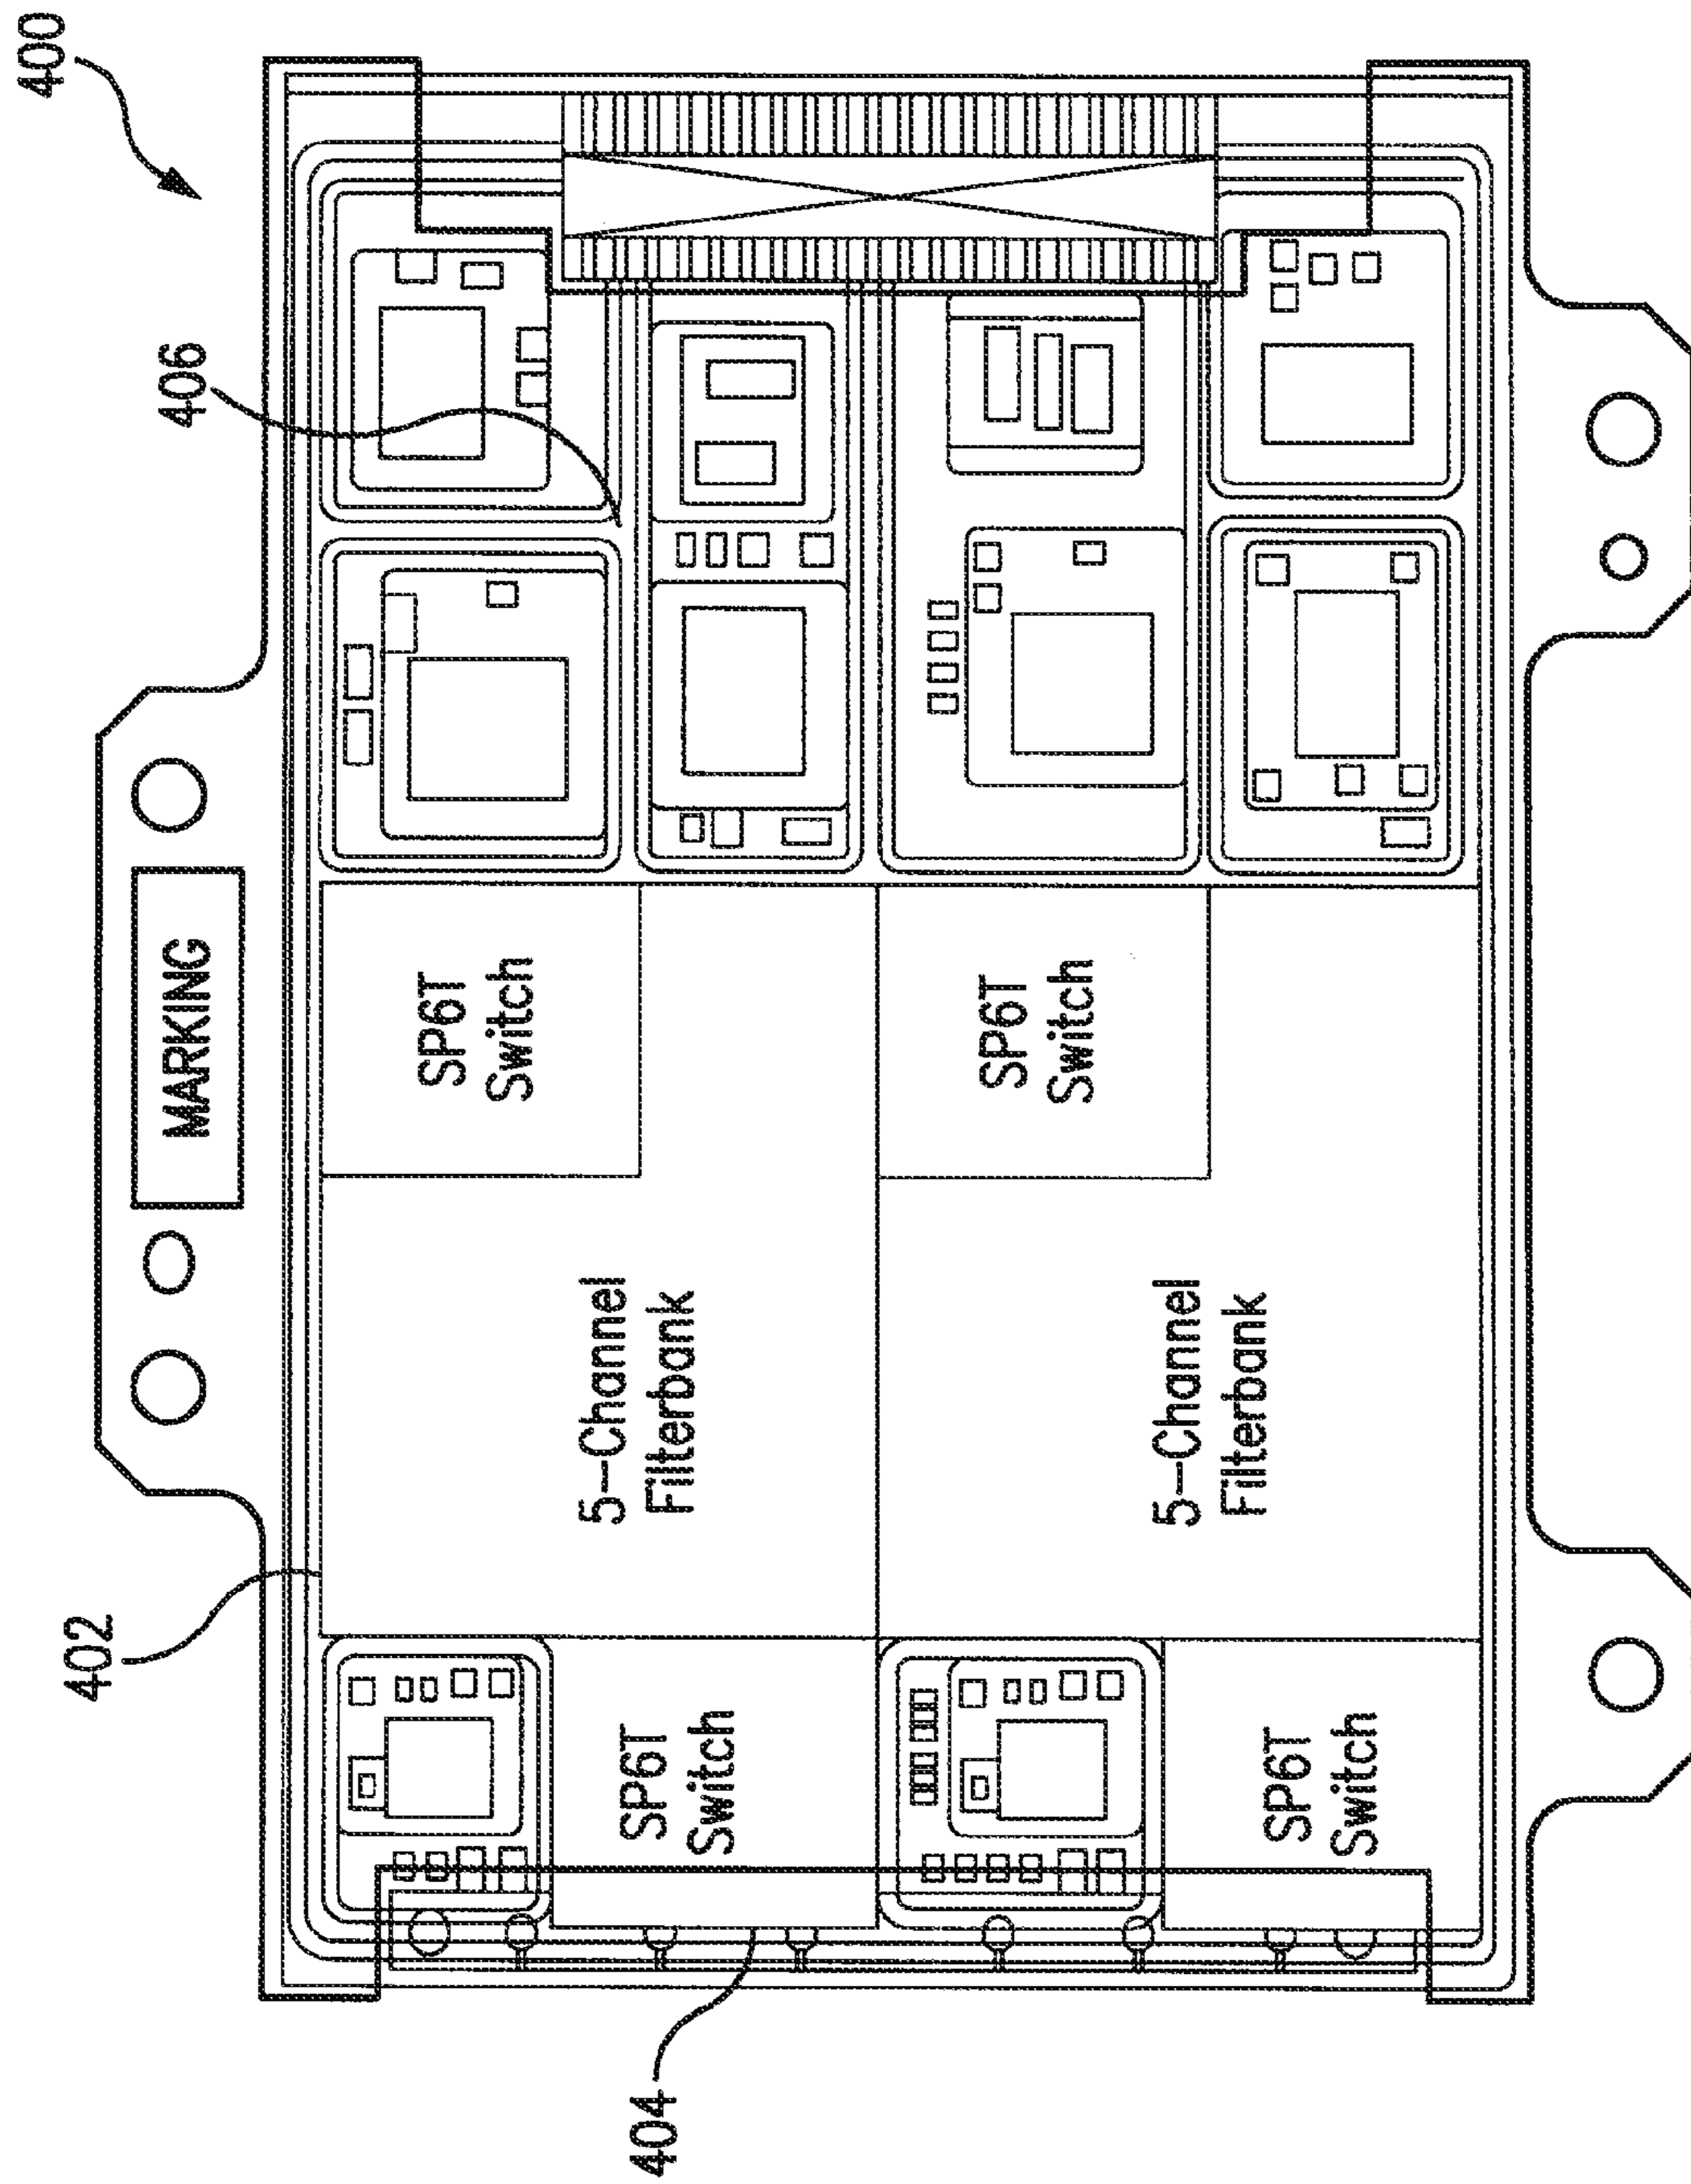 400
406
402
404
MARKING
SP6T
Switch
SP6T
Switch
5-Channel
Filterbank
5-Channel
Filterbank
SP6T
Switch
SP6T
Switch